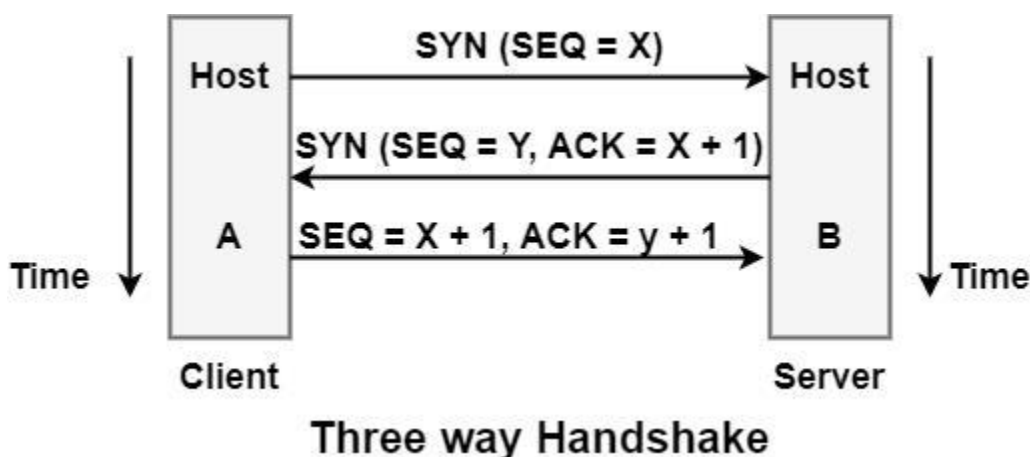 SYN (SEQ = X)
Host
Host
SYN (SEQ = Y, ACK = X + 1)
A
SEQ = X + 1, ACK = y + 1
B
Time
Time
Client
Server
Three way Handshake